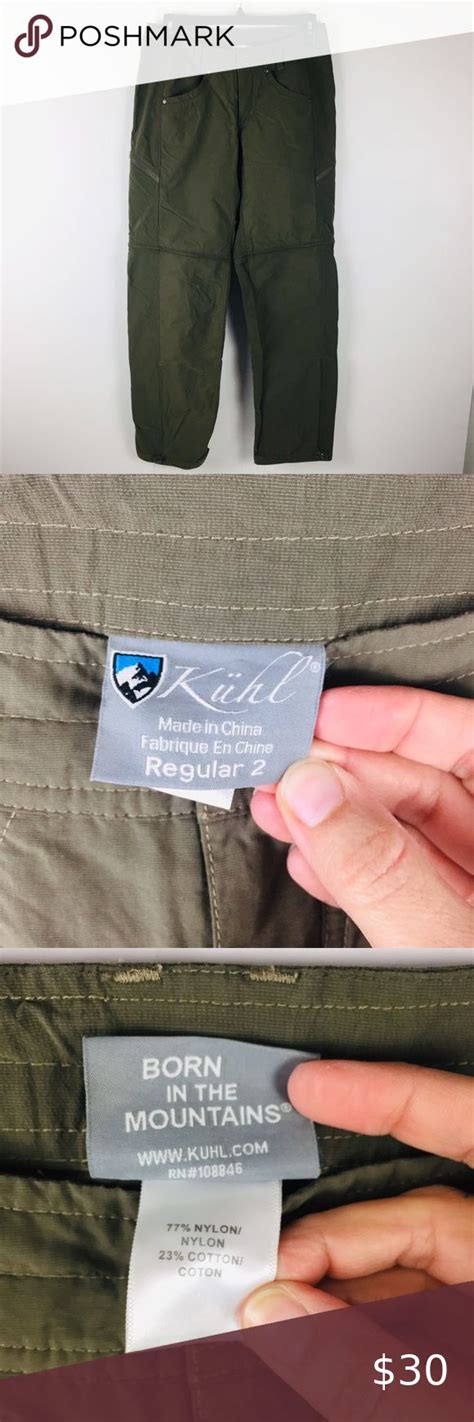 POSHMARK
Kühl®
Made in China
Fabrique En Chine
Regular 2
BORN
IN THE
MOUNTAINS®
WWW.KUHL.COM
RN#108846
77% NYLON/
NYLON
23% COTTON/
COTON
$30